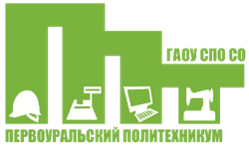 ГАОУ СПО СО
ПЕРВОУРАЛЬСКИЙ ПОЛИТЕХНИКУМ